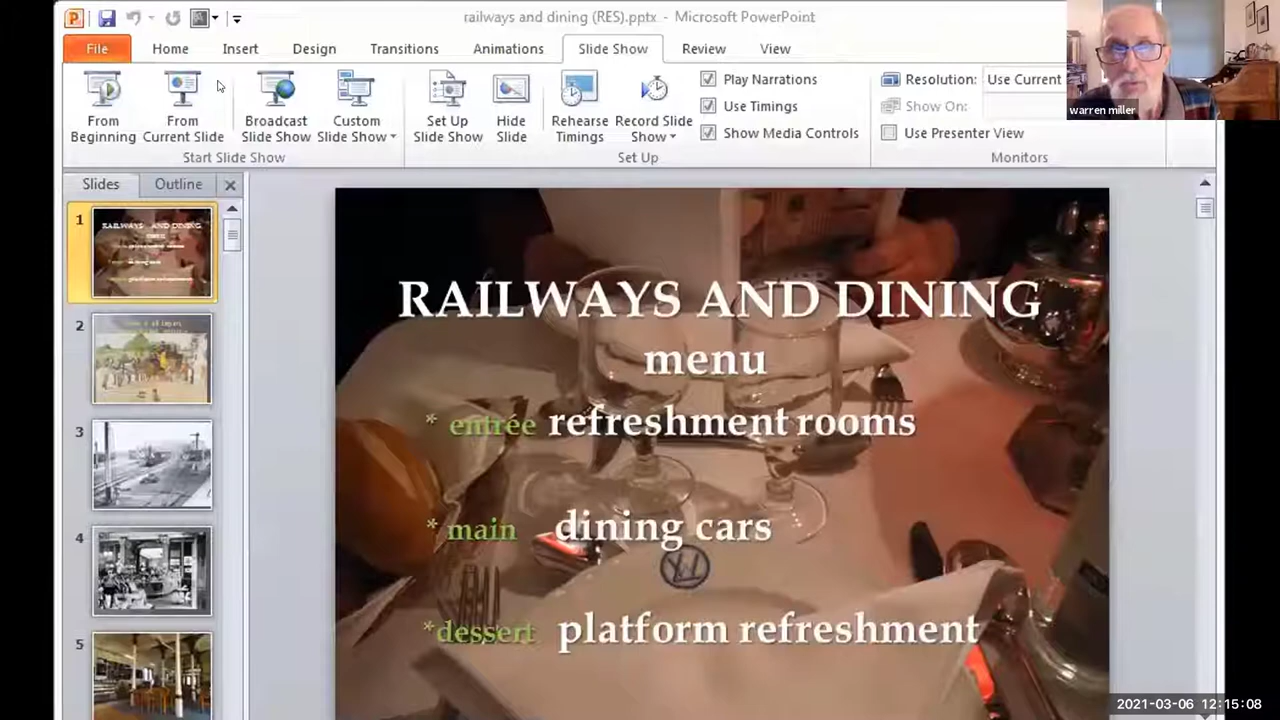 railways and dining (RES).pptx - Microsoft PowerPoint
File Home Insert Design Transitions Animations Slide Show Review View
From Beginning
From Current Slide
Broadcast Slide Show
Custom Slide Show
Start Slide Show
Set Up Slide Show
Hide Slide
Rehearse Timings
Record Slide Show
Play Narrations
Use Timings
Show Media Controls
Set Up
Resolution: Use Current
Show On:
Use Presenter View
Monitors
warren miller
Slides Outline
1
2
3
4
5
RAILWAYS AND DINING
menu
* entrée refreshment rooms
* main dining cars
*dessert platform refreshment
2021-03-06 12:15:08